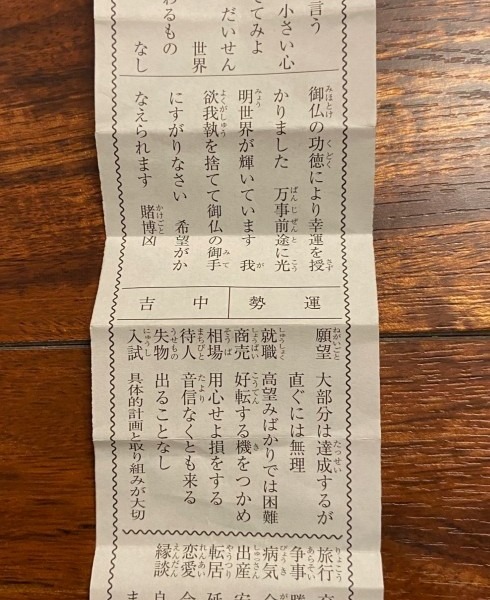 言う
小さい心
てみよ
だいせん
世界
わるもの
なし
御仏の功徳により幸運を授
かりました 万事前途に光
明世界が輝いています 我
欲我執を捨てて御仏の御手
にすがりなさい 希望がか
なえられます 賭博凶
運勢
中吉
願望 大部分は達成するが
直ぐには無理
就職 高望みばかりでは困難
商売 好転する機をつかめ
相場 用心せよ損をする
待人 音信なくとも来る
失物 出ることなし
入試 具体的計画と取り組みが大切
旅行
争事
病気
出産
転居
恋愛
縁談